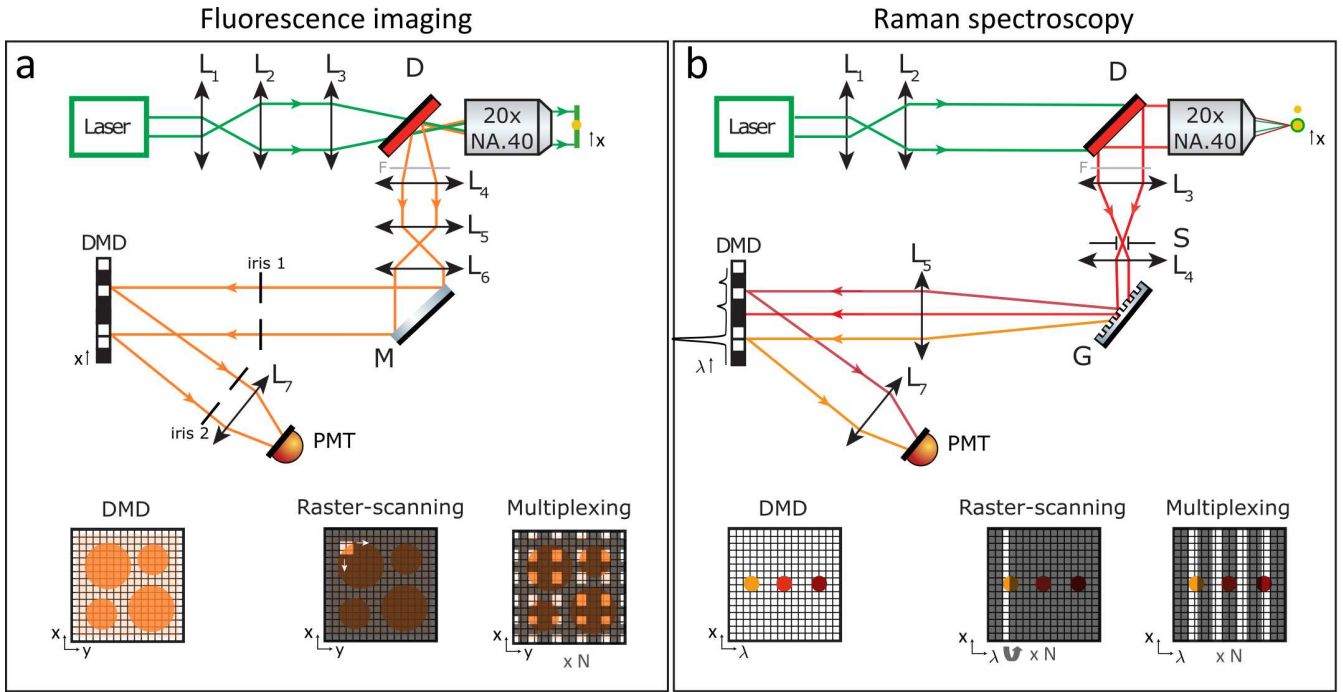 Fluorescence imaging
a
L1 L2 L3 D
Laser
20x
NA.40
↑x
F
L4
L5
L6
DMD
iris 1
x↑
M
L7
iris 2
PMT
DMD
Raster-scanning
Multiplexing
x
y
x
y
x
y
x N
Raman spectroscopy
b
L1 L2 D
Laser
20x
NA.40
↑x
F
L3
S
L4
DMD
L5
λ↑
G
L7
PMT
DMD
Raster-scanning
Multiplexing
x
λ
x
λ
x N
x
λ
x N